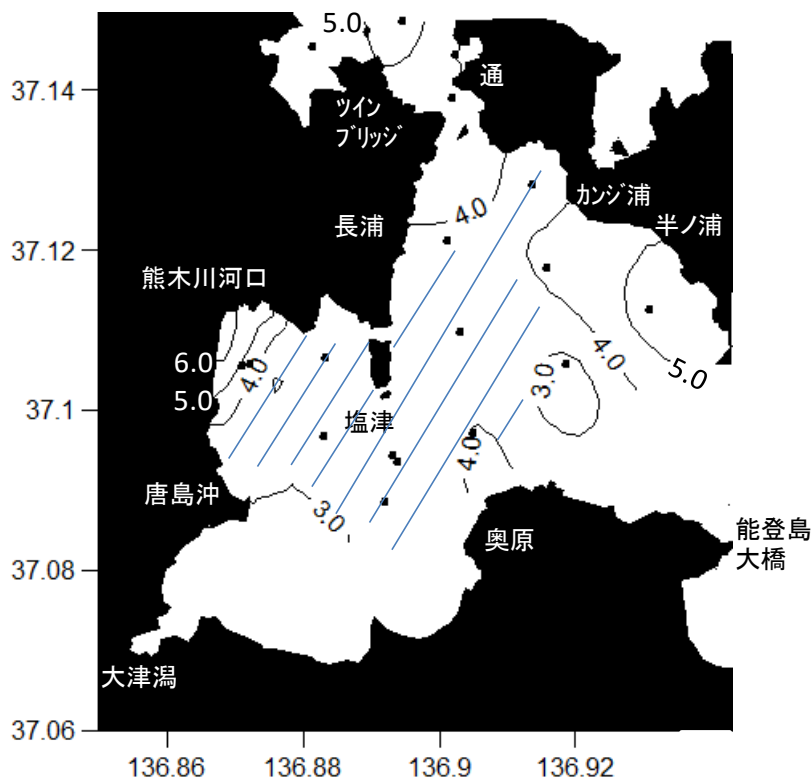 5.0
37.14
通
ツイン
ブリッジ
カンジ浦
4.0
半ノ浦
長浦
37.12
熊木川河口
6.0
4.0
4.0
5.0
3.0
5.0
37.1
塩津
4.0
唐島沖
3.0
奥原
能登島
大橋
37.08
大津潟
37.06
136.86
136.88
136.9
136.92